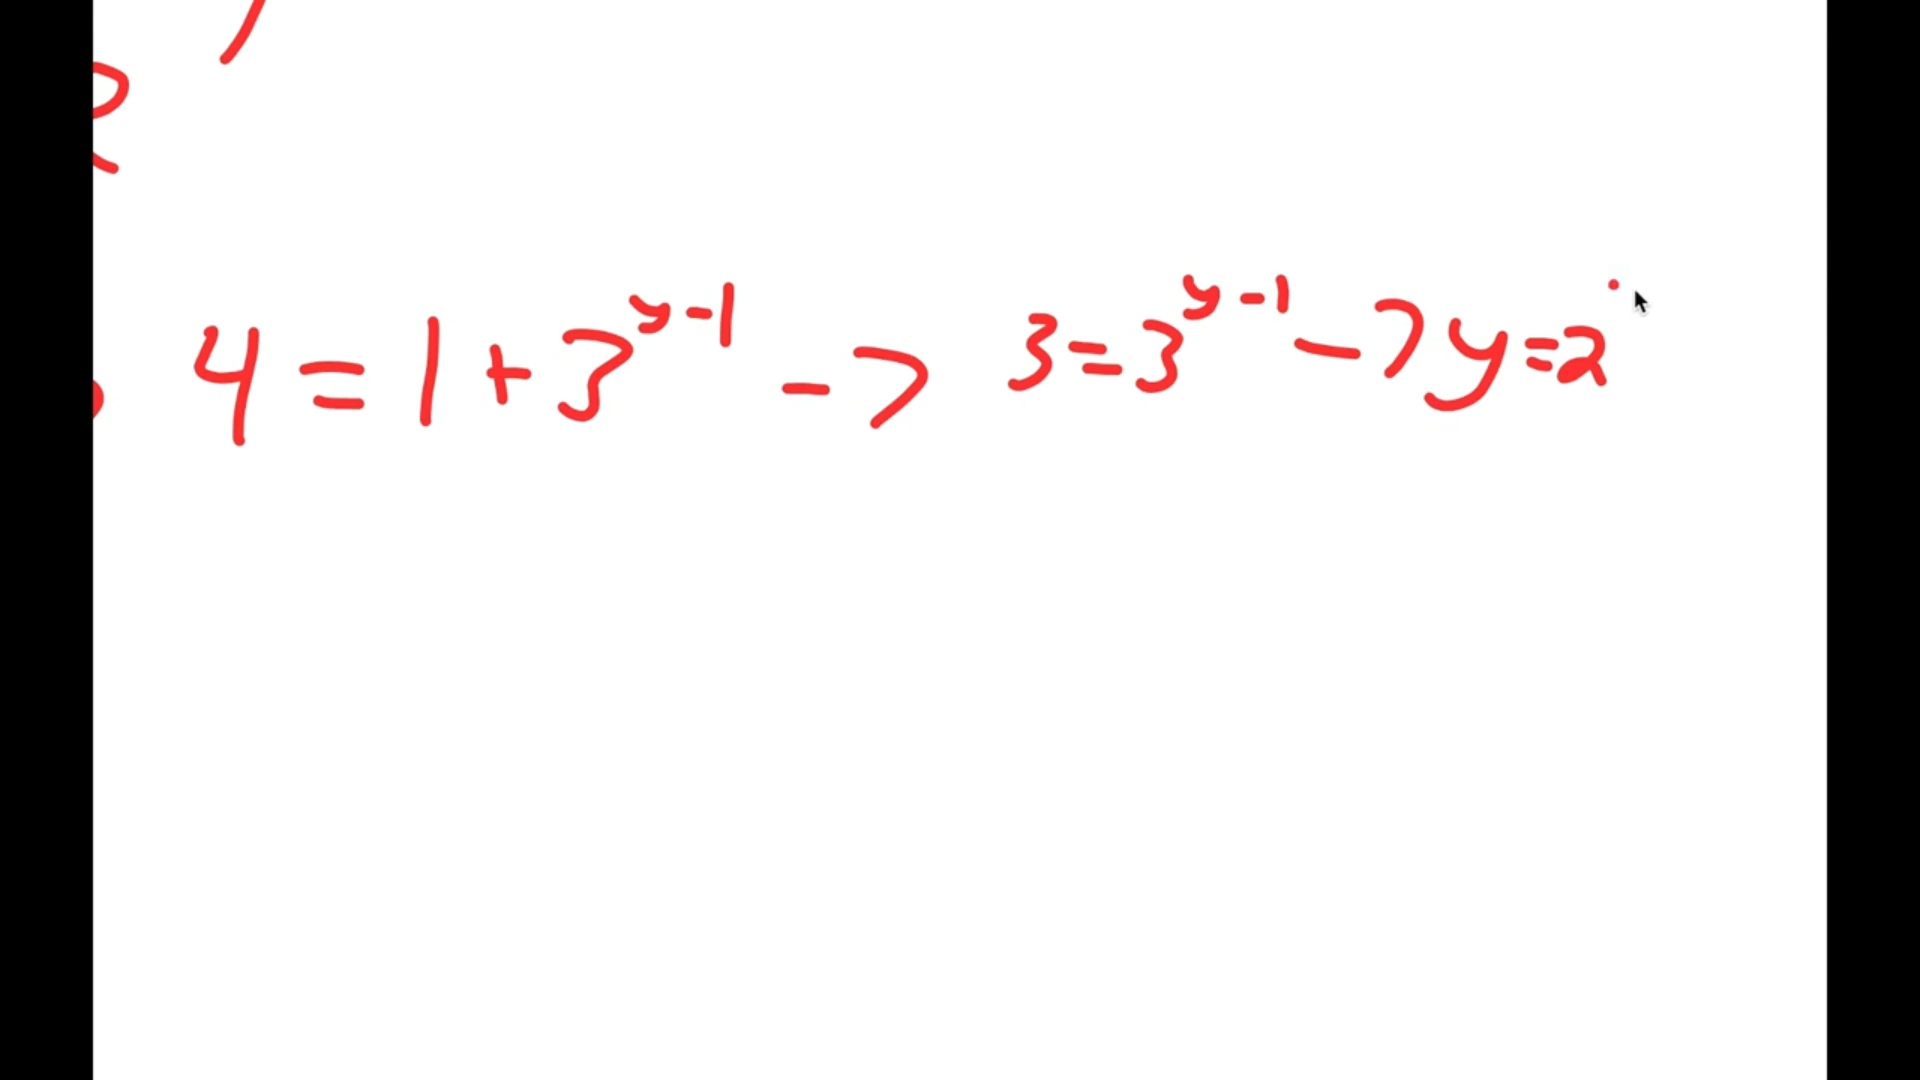 4 = 1 + 3^{y-1} -> 3 = 3^{y-1} -> y = 2